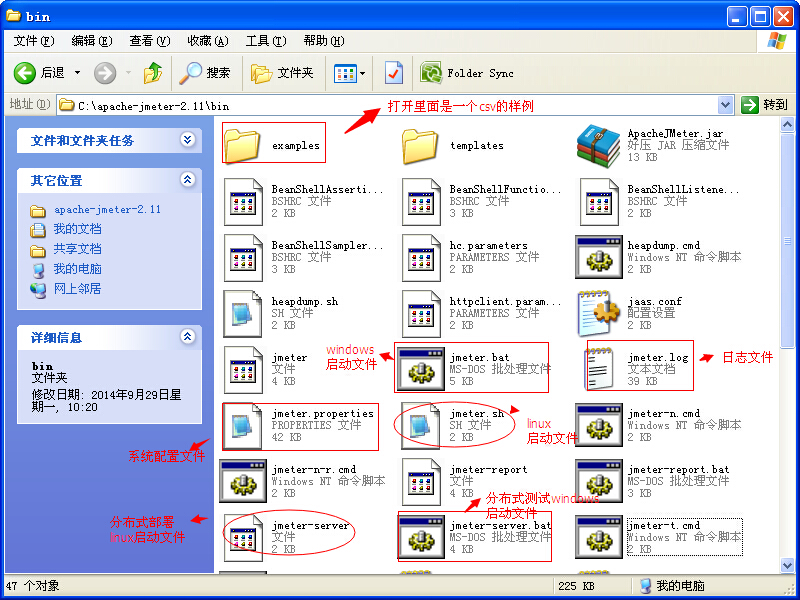 bin
文件(F) 编辑(E) 查看(V) 收藏(A) 工具(T) 帮助(H)
后退 搜索 文件夹 Folder Sync
地址(D) C:\apache-jmeter-2.11\bin 转到
打开里面是一个csv的样例
文件和文件夹任务
其它位置
apache-jmeter-2.11
我的文档
共享文档
我的电脑
网上邻居
详细信息
bin
文件夹
修改日期: 2014年9月29日星
期一, 10:20
examples
templates
ApacheJMeter.jar
好压 JAR 压缩文件
13 KB
BeanShellAsserti...
BSHRC 文件
2 KB
BeanShellFunctio...
BSHRC 文件
3 KB
BeanShellListene...
BSHRC 文件
2 KB
BeanShellSampler...
BSHRC 文件
3 KB
hc.parameters
PARAMETERS 文件
2 KB
heapdump.cmd
Windows NT 命令脚本
2 KB
heapdump.sh
SH 文件
2 KB
httpclient.param...
PARAMETERS 文件
2 KB
jaas.conf
配置设置
2 KB
jmeter
文件
4 KB
windows
启动文件
jmeter.bat
MS-DOS 批处理文件
5 KB
jmeter.log
文本文档
39 KB
日志文件
jmeter.properties
PROPERTIES 文件
42 KB
系统配置文件
jmeter.sh
SH 文件
2 KB
linux
启动文件
jmeter-n.cmd
Windows NT 命令脚本
2 KB
jmeter-n-r.cmd
Windows NT 命令脚本
2 KB
jmeter-report
文件
4 KB
jmeter-report.bat
MS-DOS 批处理文件
3 KB
分布式部署
linux启动文件
jmeter-server
文件
2 KB
分布式测试windows
启动文件
jmeter-server.bat
MS-DOS 批处理文件
4 KB
jmeter-t.cmd
Windows NT 命令脚本
2 KB
47 个对象 225 KB 我的电脑